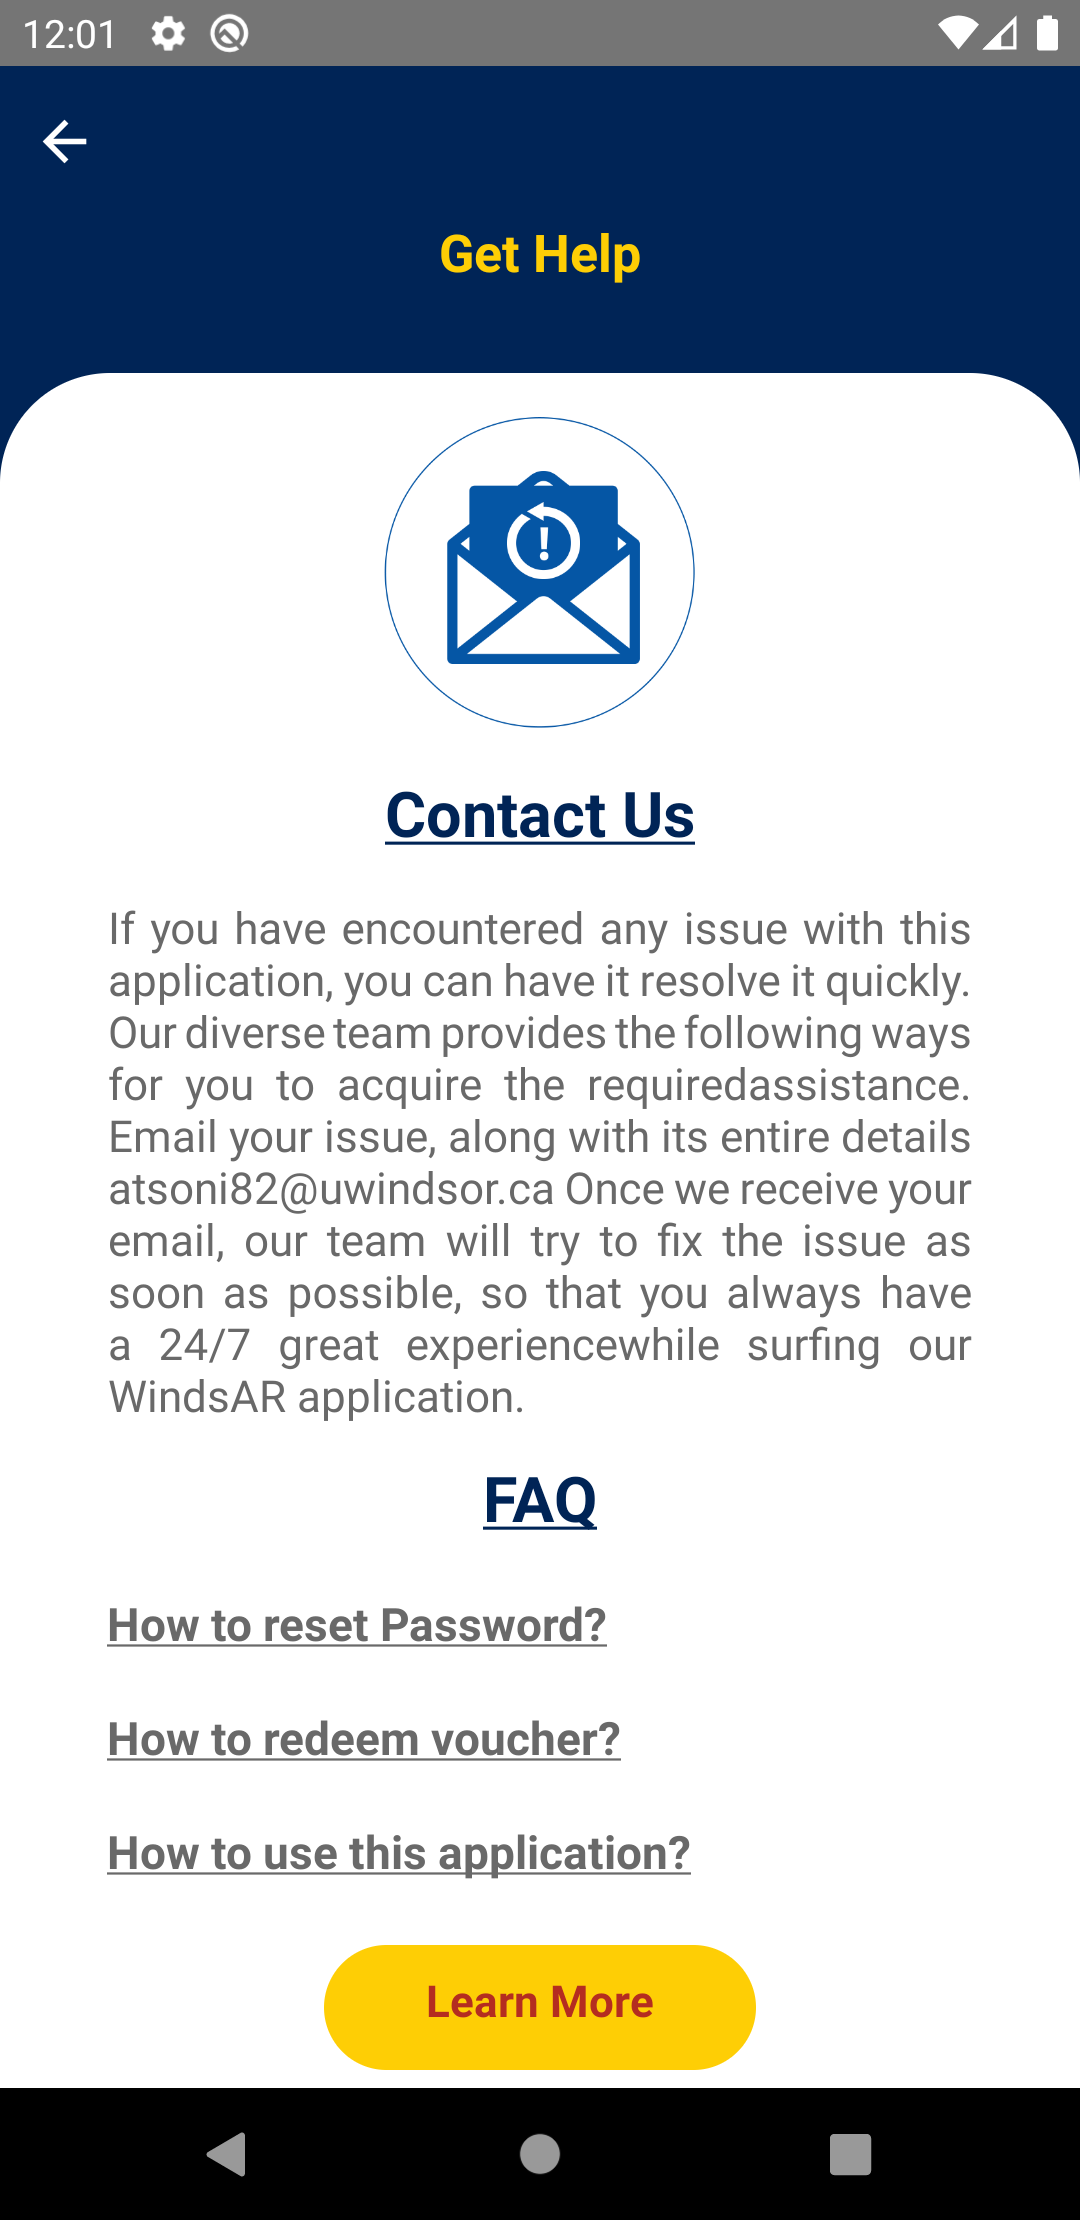 12:01
Get Help
!
Contact Us
If you have encountered any issue with this
application, you can have it resolve it quickly.
Our diverse team provides the following ways
for you to acquire the requiredassistance.
Email your issue, along with its entire details
atsoni82@uwindsor.ca Once we receive your
email, our team will try to fix the issue as
soon as possible, so that you always have
a 24/7 great experiencewhile surfing our
WindsAR application.
FAQ
How to reset Password?
How to redeem voucher?
How to use this application?
Learn More